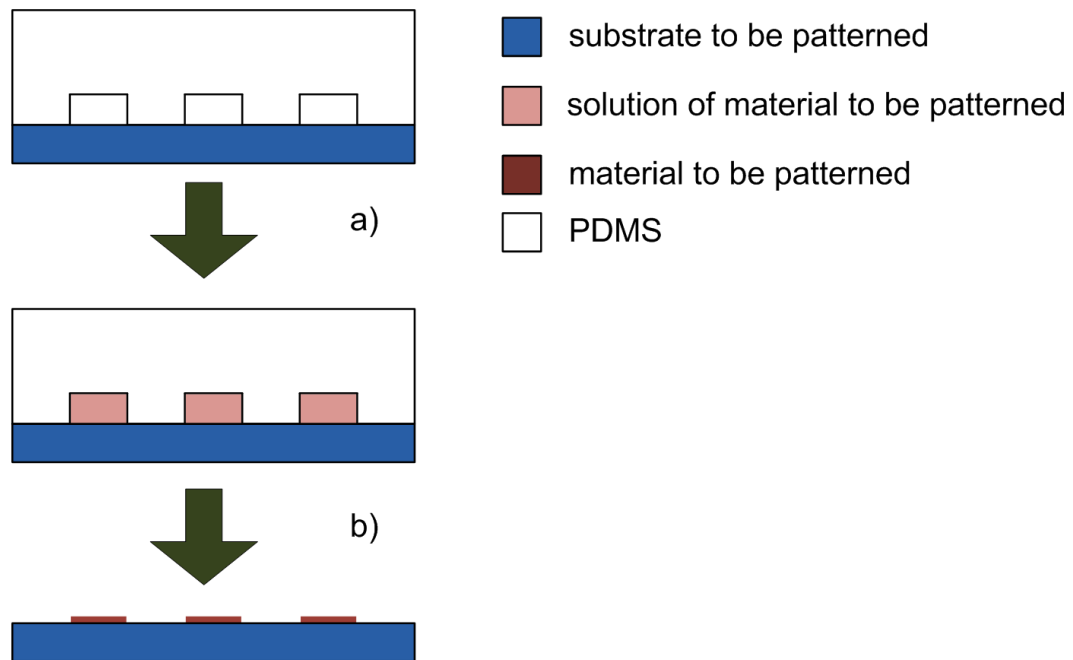 substrate to be patterned
solution of material to be patterned
material to be patterned
PDMS
a)
b)